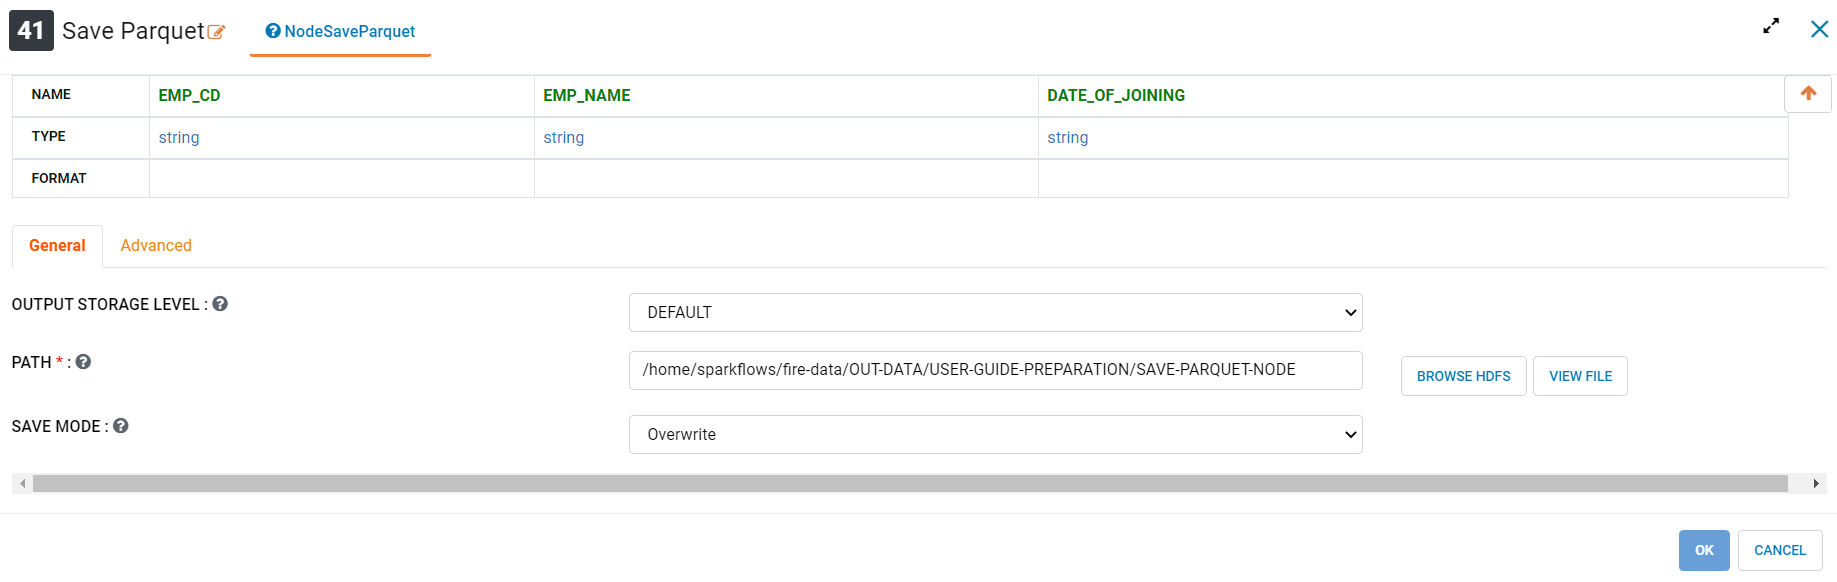 41 Save Parquet NodeSaveParquet
NAME EMP_CD EMP_NAME DATE_OF_JOINING
TYPE string string string
FORMAT
General Advanced
OUTPUT STORAGE LEVEL : DEFAULT
PATH * : /home/sparkflows/fire-data/OUT-DATA/USER-GUIDE-PREPARATION/SAVE-PARQUET-NODE BROWSE HDFS VIEW FILE
SAVE MODE : Overwrite
OK CANCEL